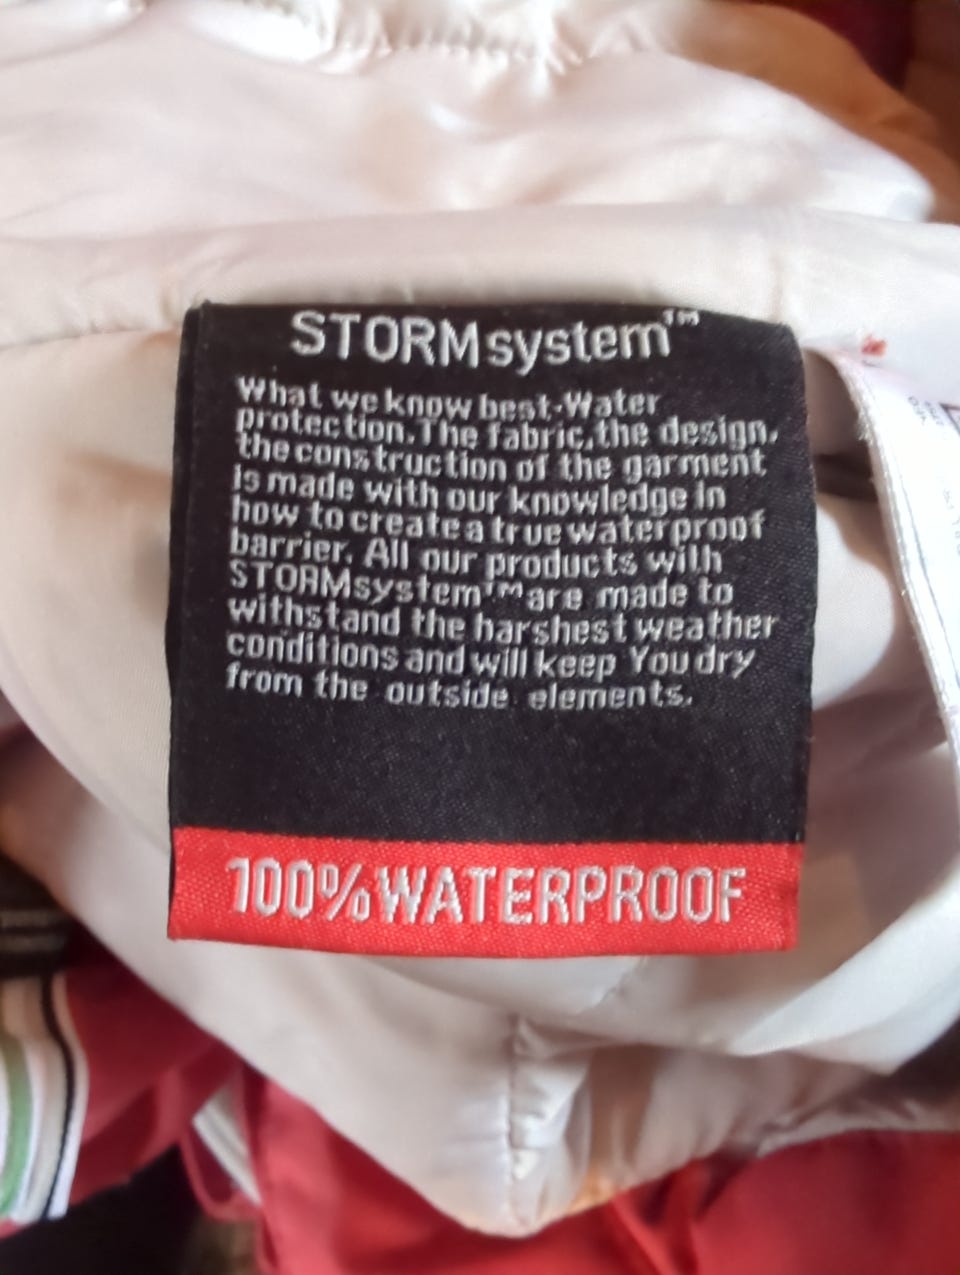 STORMsystem™
What we know best-Water
protection.The fabric,the design,
the construction of the garment
Is made with our knowledge in
how to create a true waterproof
barrier. All our products with
STORMsystem™ are made to
withstand the harshest weather
conditions and will keep You dry
from the outside elements.
100% WATERPROOF